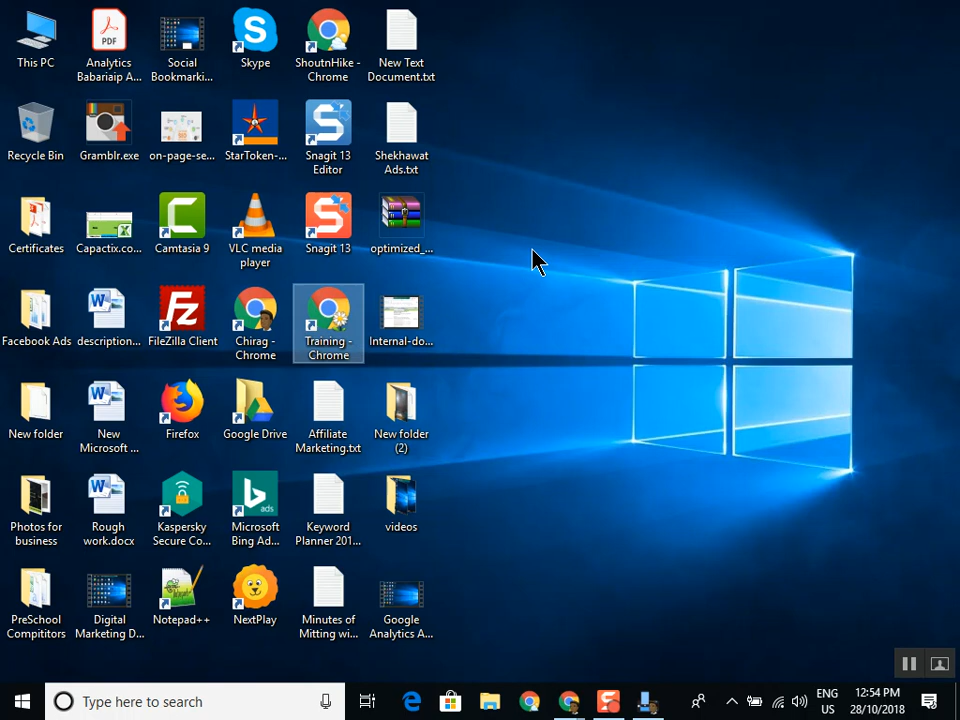 This PC
PDF
Analytics
Babariaip A...
Social
Bookmarki...
Skype
ShoutnHike -
Chrome
New Text
Document.txt
Recycle Bin
Gramblr.exe
on-page-se...
StarToken-...
Snagit 13
Editor
Shekhawat
Ads.txt
Certificates
Capactix.co...
Camtasia 9
VLC media
player
Snagit 13
optimized_...
Facebook Ads
description...
FileZilla Client
Chirag -
Chrome
Training -
Chrome
Internal-do...
New folder
New
Microsoft ...
Firefox
Google Drive
Affiliate
Marketing.txt
New folder
(2)
Photos for
business
Rough
work.docx
Kaspersky
Secure Co...
ads
Microsoft
Bing Ad...
Keyword
Planner 201...
videos
PreSchool
Compititors
Digital
Marketing D...
Notepad++
NextPlay
Minutes of
Mitting wi...
Google
Analytics A...
Type here to search
ENG
US
12:54 PM
28/10/2018